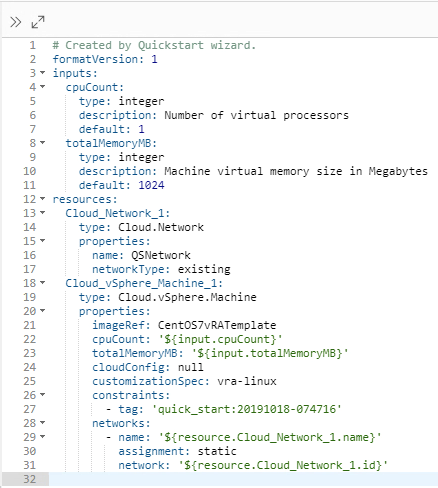 1 # Created by Quickstart wizard.
2 formatVersion: 1
3 inputs:
4   cpuCount:
5     type: integer
6     description: Number of virtual processors
7     default: 1
8   totalMemoryMB:
9     type: integer
10     description: Machine virtual memory size in Megabytes
11     default: 1024
12 resources:
13   Cloud_Network_1:
14     type: Cloud.Network
15     properties:
16       name: QSNetwork
17       networkType: existing
18   Cloud_vSphere_Machine_1:
19     type: Cloud.vSphere.Machine
20     properties:
21       imageRef: CentOS7vRATemplate
22       cpuCount: '${input.cpuCount}'
23       totalMemoryMB: '${input.totalMemoryMB}'
24       cloudConfig: null
25       customizationSpec: vra-linux
26       constraints:
27         - tag: 'quick_start:20191018-074716'
28       networks:
29         - name: '${resource.Cloud_Network_1.name}'
30           assignment: static
31           network: '${resource.Cloud_Network_1.id}'
32